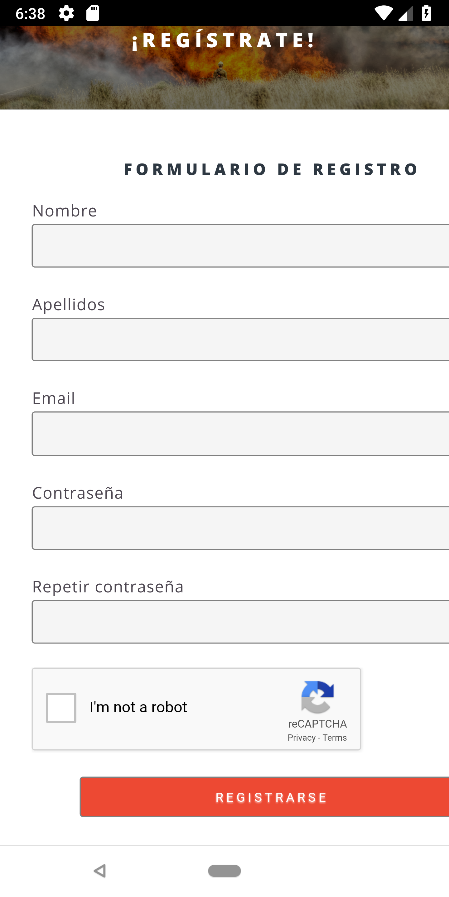 6:38
¡REGÍSTRATE!
FORMULARIO DE REGISTRO
Nombre
Apellidos
Email
Contraseña
Repetir contraseña
I'm not a robot
reCAPTCHA
Privacy - Terms
REGISTRARSE